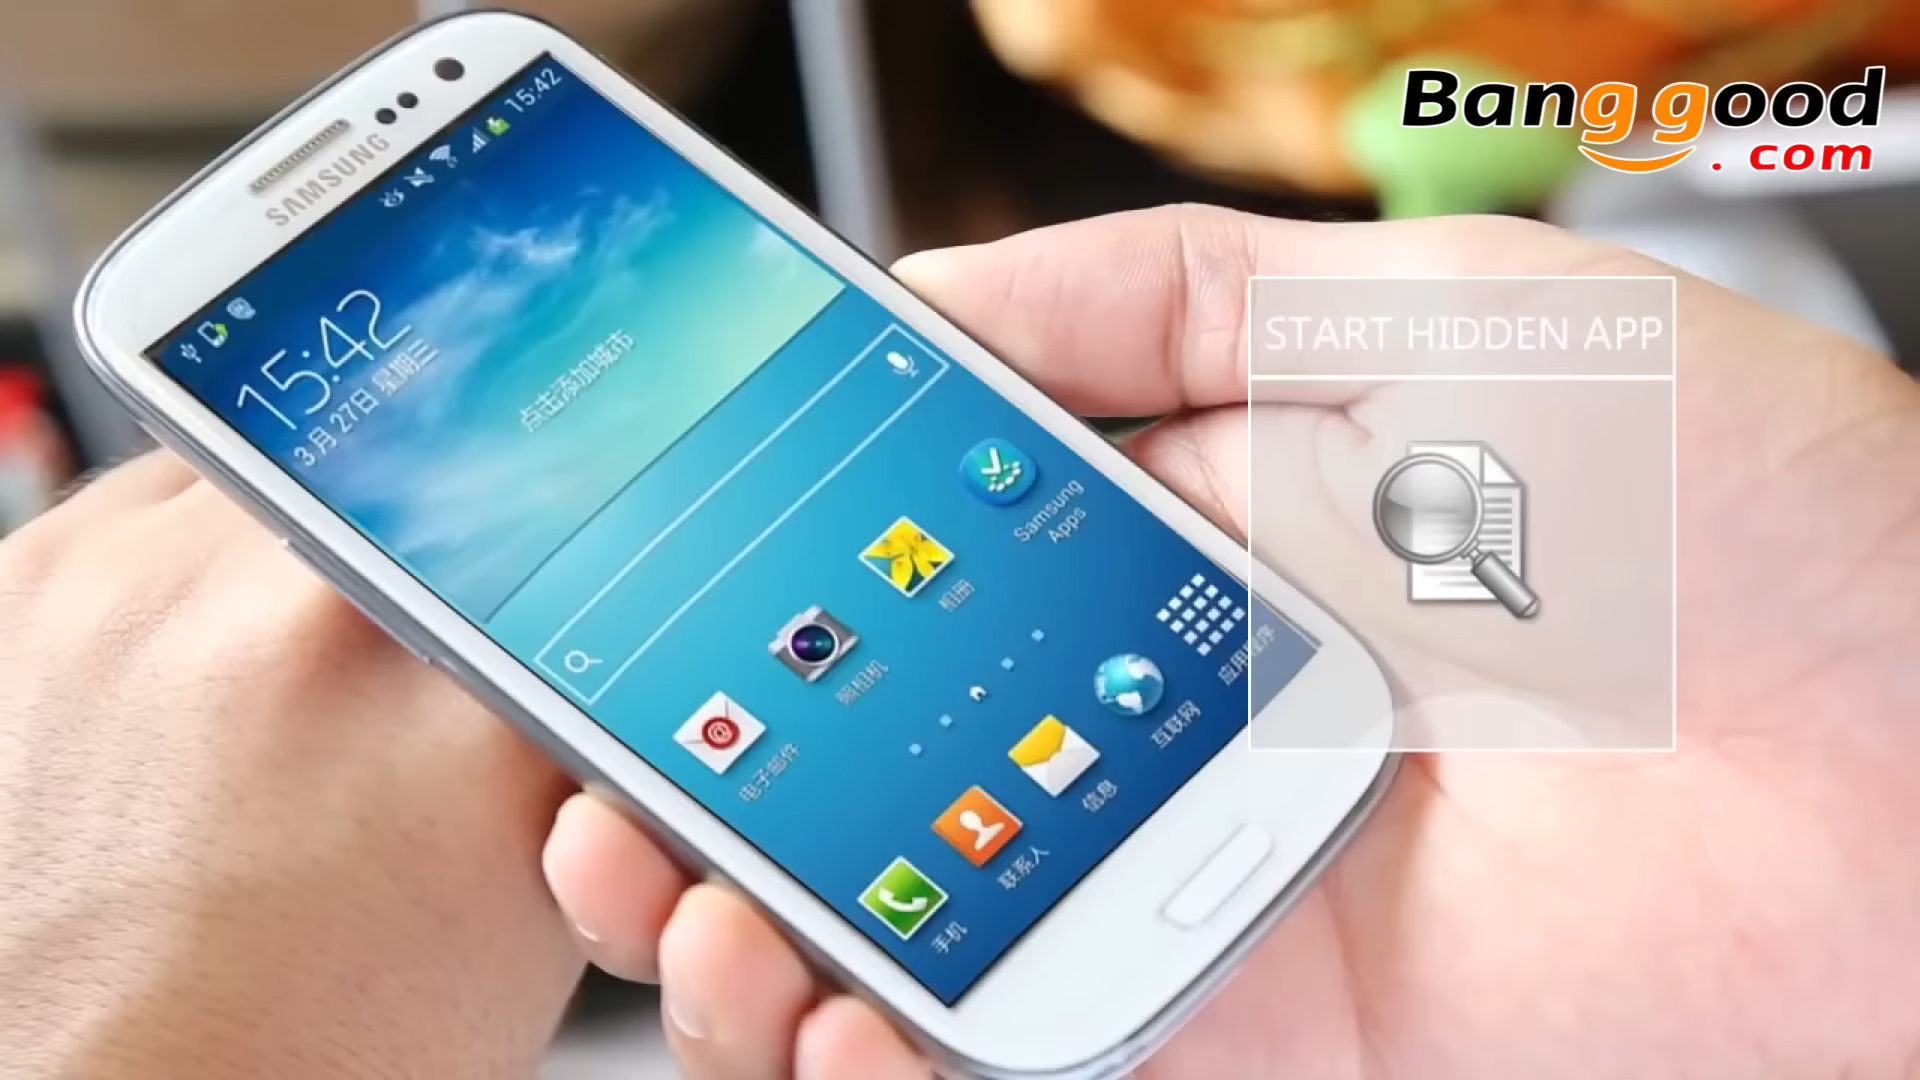 Banggood
.com
SAMSUNG
15:42
15:42
3月 27日 星期三
点击添加城市
START HIDDEN APP
Samsung
Apps
相册
照相机
电子邮件
应用程序
互联网
信息
联系人
手机